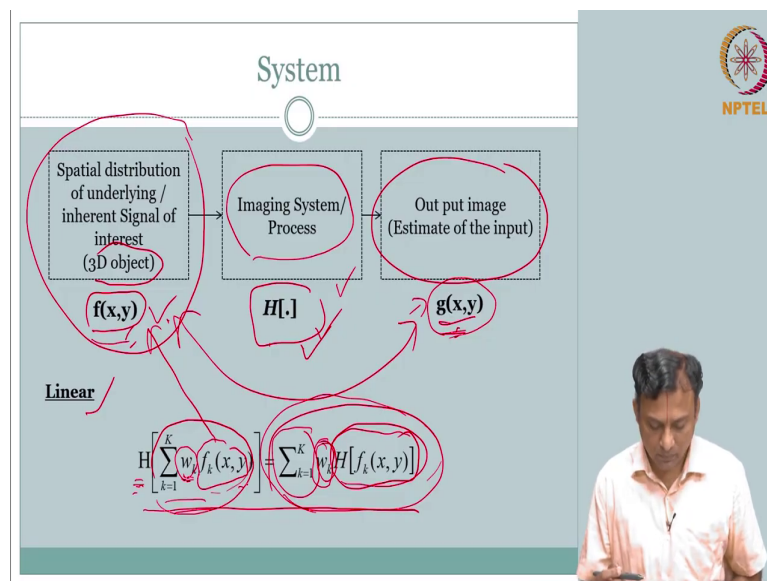 System
NPTEL
Spatial distribution
of underlying /
inherent Signal of
interest
(3D object)
Imaging System/
Process
Out put image
(Estimate of the input)
f(x,y)
H[.]
g(x,y)
Linear
H[∑_{k=1}^{K} w_k f_k(x,y)] = ∑_{k=1}^{K} w_k H[f_k(x,y)]